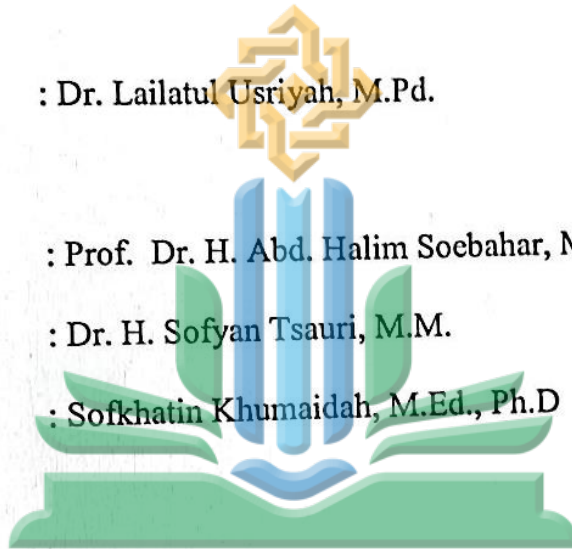 : Dr. Lailatul Usriyah, M.Pd.
: Prof. Dr. H. Abd. Halim Soebahar, M
: Dr. H. Sofyan Tsauri, M.M.
: Sofkhatin Khumaidah, M.Ed., Ph.D